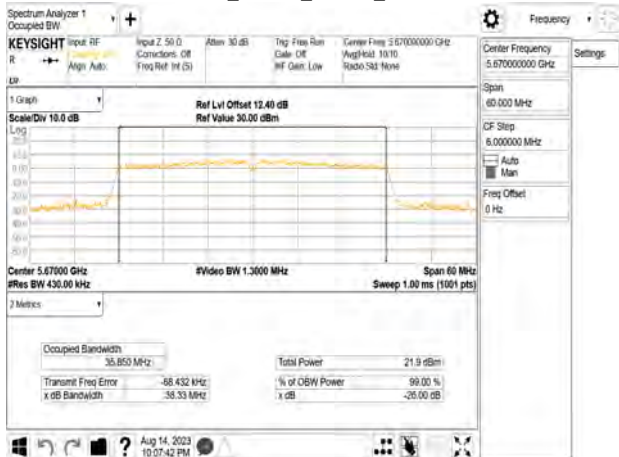 Spectrum Analyzer 1
Occupied BW
+
Frequency
KEYSIGHT
Input: RF
Align: Auto
Input Z: 50 Ω
Corrections: Off
Freq Ref: Int (S)
Atten: 30 dB
Trig: Free Run
Gate: Off
#IF Gain: Low
Center Freq: 5.670000000 GHz
Avg|Hold: 10/10
Radio Std: None
R
Center Frequency
5.670000000 GHz
Settings
Span
60.000 MHz
CF Step
6.000000 MHz
Auto
Man
Freq Offset
0 Hz
1 Graph
Ref Lvl Offset 12.40 dB
Scale/Div 10.0 dB
Ref Value 30.00 dBm
Log
Center 5.67000 GHz
#Video BW 1.3000 MHz
Span 60 MHz
#Res BW 430.00 kHz
Sweep 1.00 ms (1001 pts)
2 Metrics
Occupied Bandwidth
35.850 MHz
Total Power
21.9 dBm
Transmit Freq Error
-68.432 kHz
% of OBW Power
99.00 %
x dB Bandwidth
38.33 MHz
x dB
-26.00 dB
?
Aug 14, 2023
10:07:42 PM